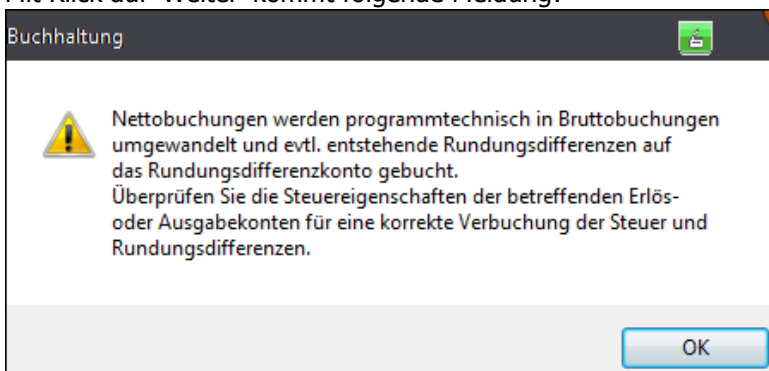 Mit Klick auf "Weiter" kommt folgende Meldung:
Buchhaltung
Nettobuchungen werden programmtechnisch in Bruttobuchungen
umgewandelt und evtl. entstehende Rundungsdifferenzen auf
das Rundungsdifferenzkonto gebucht.
Überprüfen Sie die Steuereigenschaften der betreffenden Erlös-
oder Ausgabekonten für eine korrekte Verbuchung der Steuer und
Rundungsdifferenzen.
OK